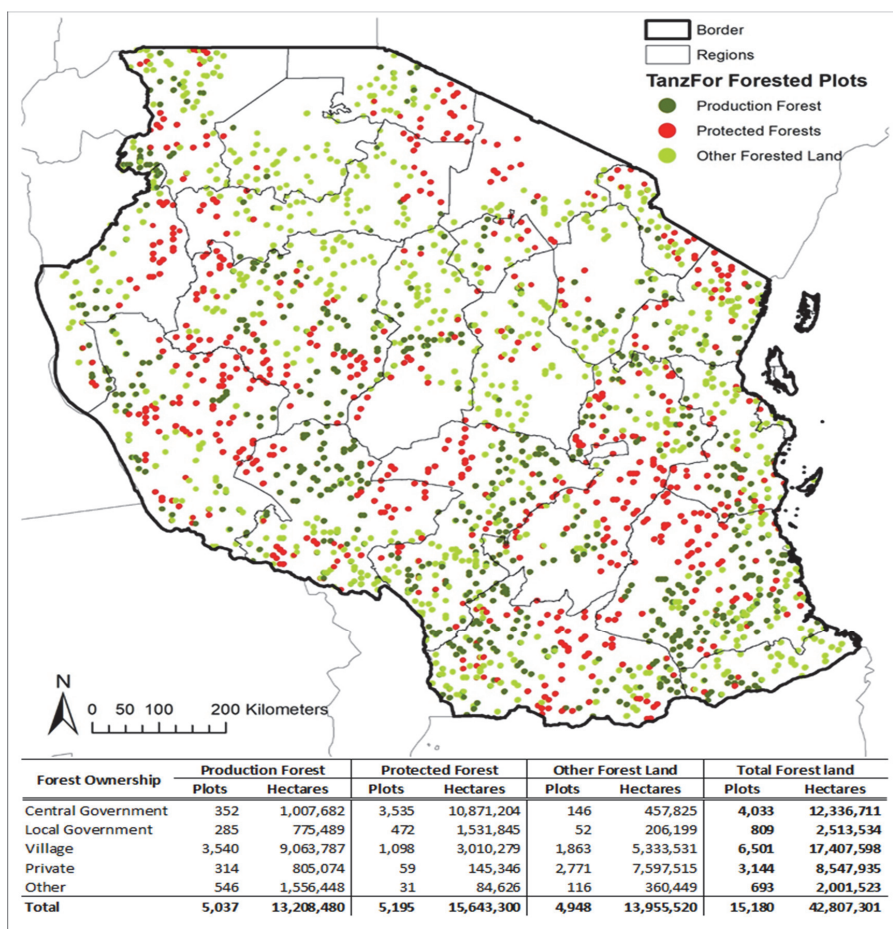 Border
Regions
TanzFor Forested Plots
Production Forest
Protected Forests
Other Forested Land
N
0 50 100 200 Kilometers
Forest Ownership Production Forest Protected Forest Other Forest Land Total Forest land
Plots Hectares Plots Hectares Plots Hectares Plots Hectares
Central Government 352 1,007,682 3,535 10,871,204 146 457,825 4,033 12,336,711
Local Government 285 775,489 472 1,531,845 52 206,199 809 2,513,534
Village 3,540 9,063,787 1,098 3,010,279 1,863 5,333,531 6,501 17,407,598
Private 314 805,074 59 145,346 2,771 7,597,515 3,144 8,547,935
Other 546 1,556,448 31 84,626 116 360,449 693 2,001,523
Total 5,037 13,208,480 5,195 15,643,300 4,948 13,955,520 15,180 42,807,301